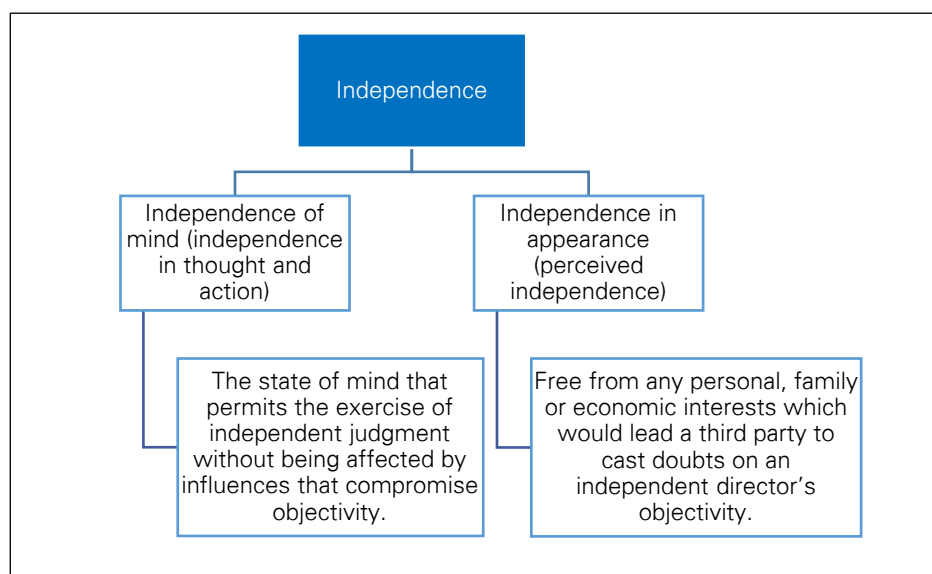 Independence
Independence of
mind (independence
in thought and
action)
The state of mind that
permits the exercise of
independent judgment
without being affected by
influences that compromise
objectivity.
Independence in
appearance
(perceived
independence)
Free from any personal, family
or economic interests which
would lead a third party to
cast doubts on an
independent director’s
objectivity.